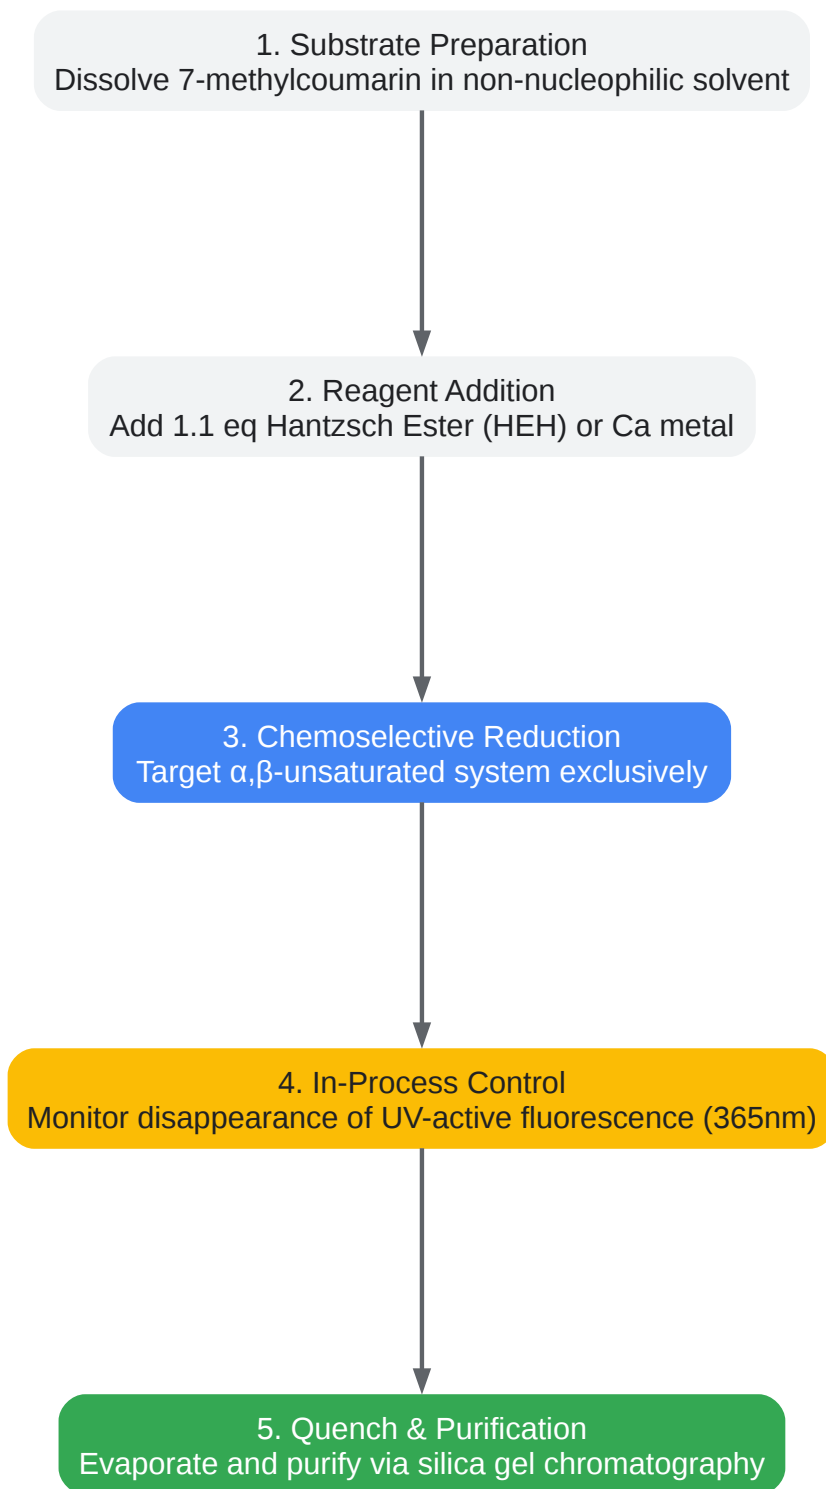 1. Substrate Preparation
Dissolve 7-methylcoumarin in non-nucleophilic solvent
2. Reagent Addition
Add 1.1 eq Hantzsch Ester (HEH) or Ca metal
3. Chemoselective Reduction
Target α,β-unsaturated system exclusively
4. In-Process Control
Monitor disappearance of UV-active fluorescence (365nm)
5. Quench & Purification
Evaporate and purify via silica gel chromatography